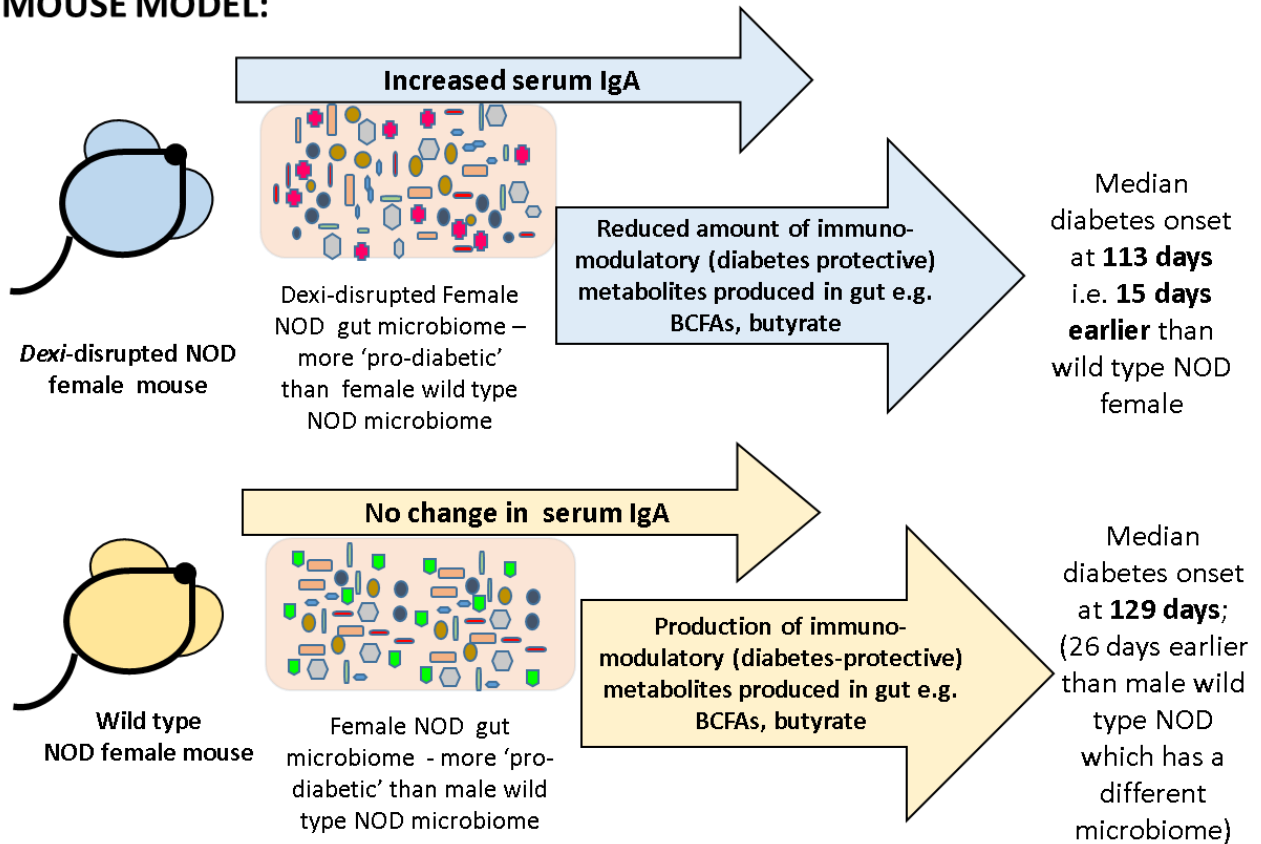 MOUSE MODEL:
Increased serum IgA
Dexi-disrupted NOD
female mouse
Dexi-disrupted Female
NOD gut microbiome –
more ‘pro-diabetic’
than female wild type
NOD microbiome
Reduced amount of immuno-
modulatory (diabetes protective)
metabolites produced in gut e.g.
BCFAs, butyrate
Median
diabetes onset
at 113 days
i.e. 15 days
earlier than
wild type NOD
female
No change in serum IgA
Wild type
NOD female mouse
Female NOD gut
microbiome - more ‘pro-
diabetic’ than male wild
type NOD microbiome
Production of immuno-
modulatory (diabetes-protective)
metabolites produced in gut e.g.
BCFAs, butyrate
Median
diabetes onset
at 129 days;
(26 days earlier
than male wild
type NOD
which has a
different
microbiome)